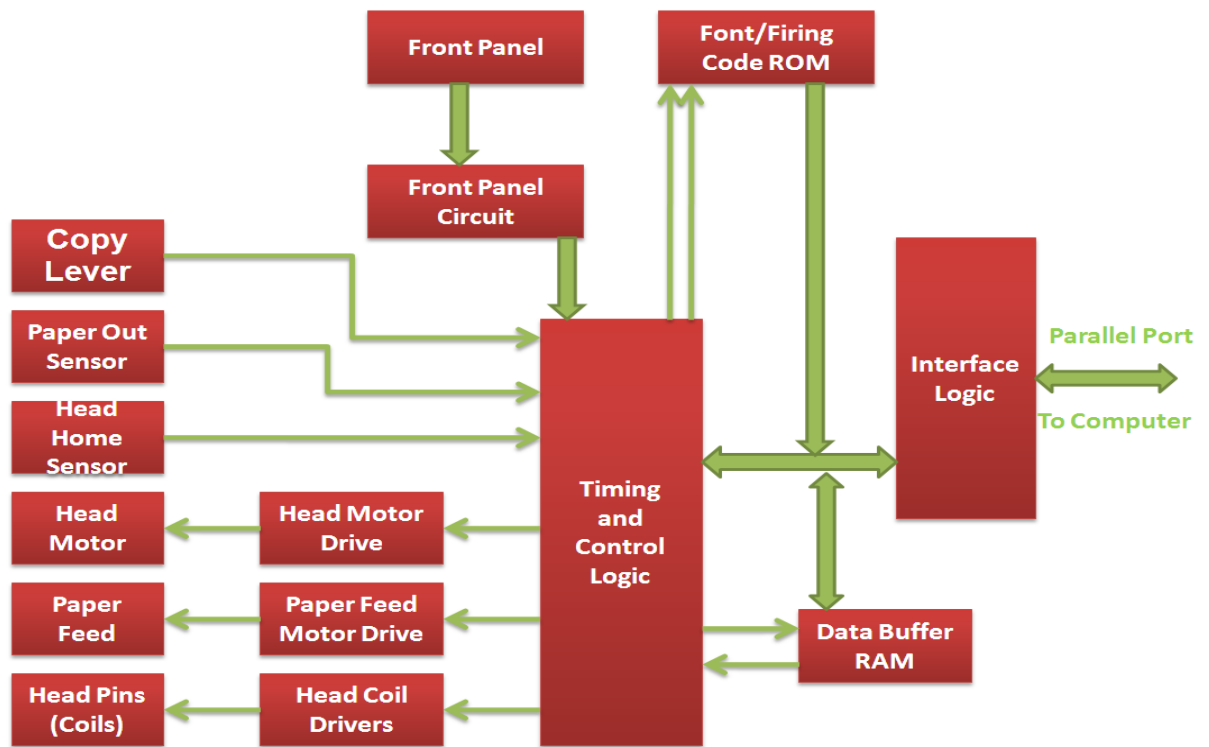 Front Panel
Font/Firing
Code ROM
Front Panel
Circuit
Copy
Lever
Paper Out
Sensor
Head
Home
Sensor
Interface
Logic
Parallel Port
To Computer
Timing
and
Control
Logic
Head
Motor
Head Motor
Drive
Paper
Feed
Paper Feed
Motor Drive
Data Buffer
RAM
Head Pins
(Coils)
Head Coil
Drivers